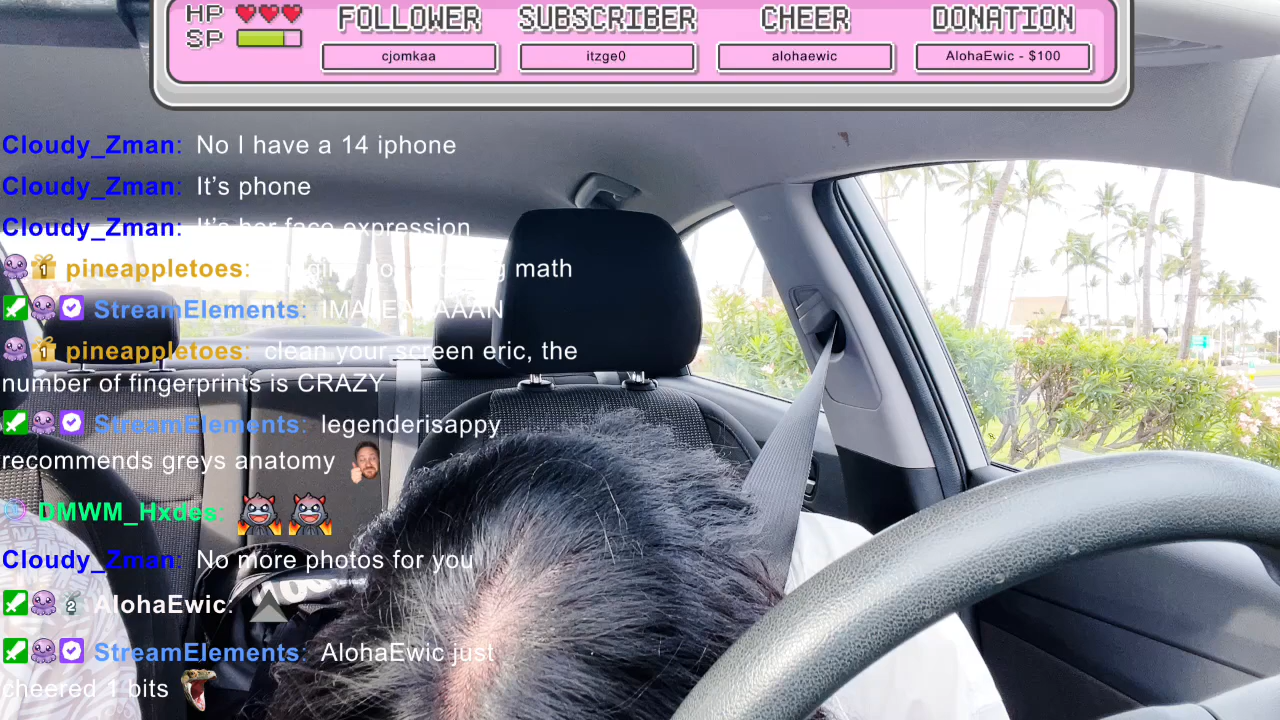 HP
SP
FOLLOWER
cjomkaa
SUBSCRIBER
itzge0
CHEER
alohaewic
DONATION
AlohaEwic - $100
Cloudy_Zman: No I have a 14 iphone
Cloudy_Zman: It's phone
Cloudy_Zman: It's her face expression
1 pineappletoes: math
StreamElements:
1 pineappletoes: clean your screen eric, the
number of fingerprints is CRAZY
StreamElements: legenderisappy
recommends greys anatomy
DMWM_Hxdes:
Cloudy_Zman: No more photos for you
2 AlohaEwic:
StreamElements: AlohaEwic just
cheered 1 bits